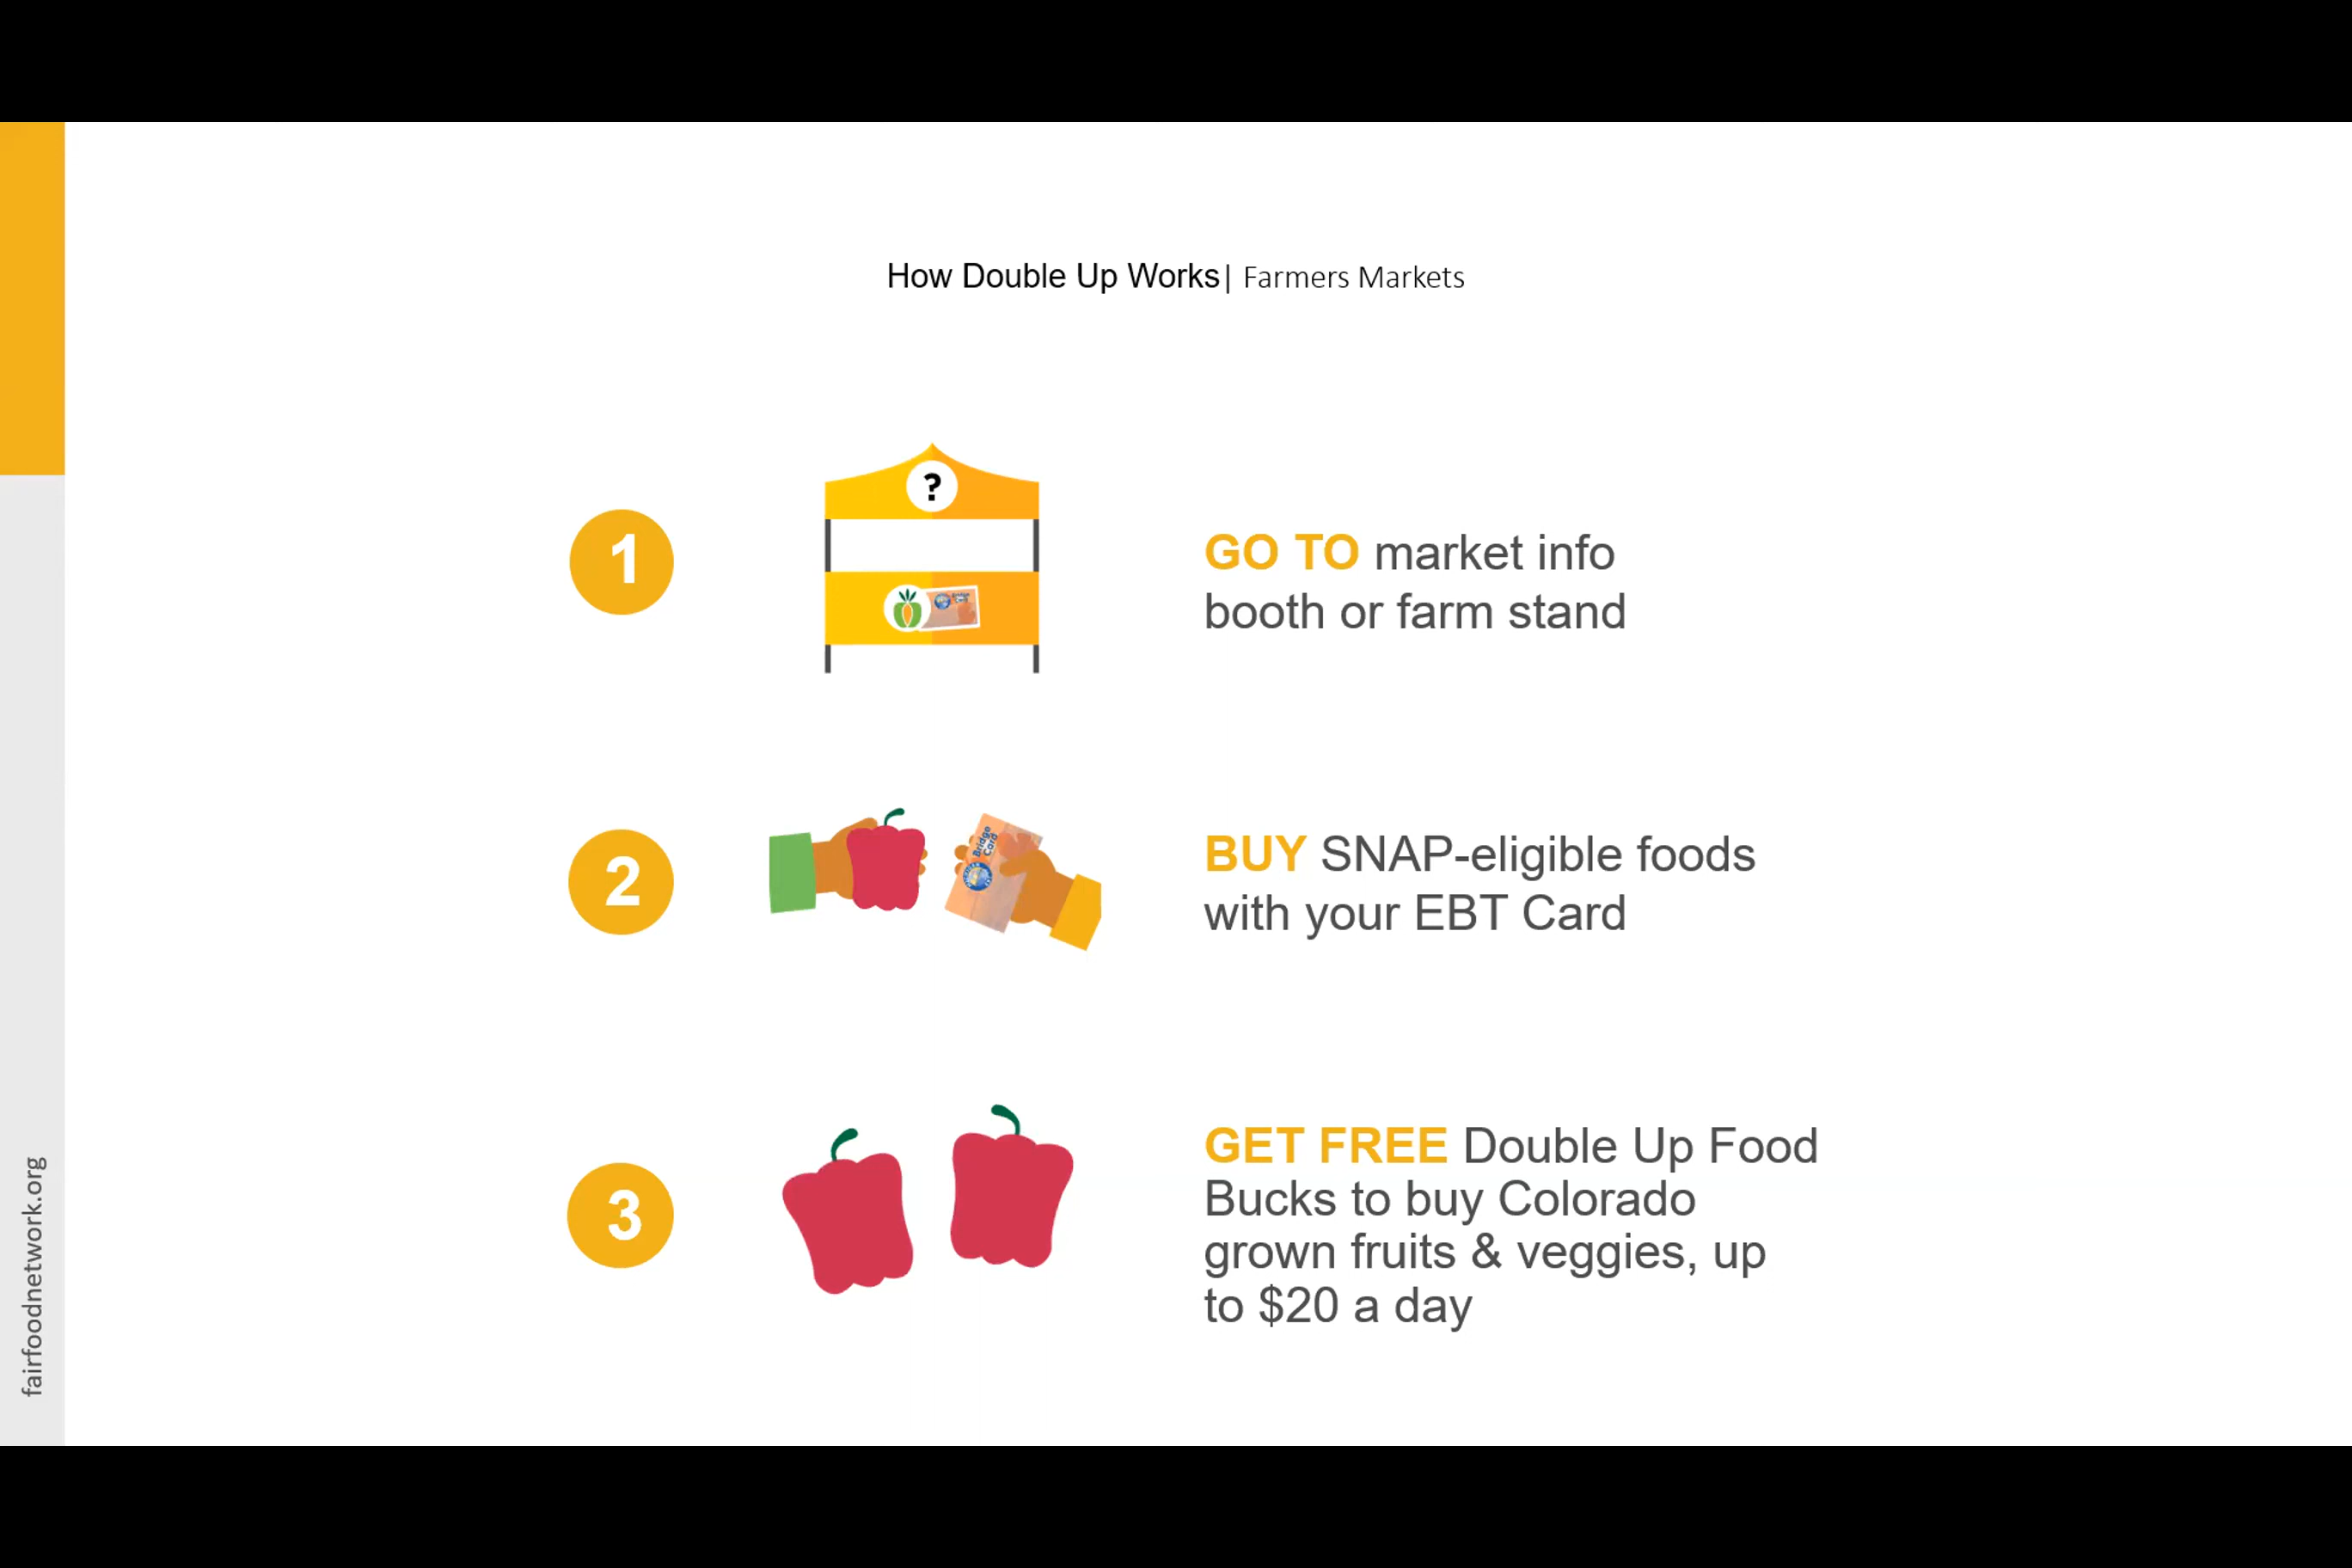 How Double Up Works| Farmers Markets
?
1
GO TO market info
booth or farm stand
2
Bridge
Card
BUY SNAP-eligible foods
with your EBT Card
3
GET FREE Double Up Food
Bucks to buy Colorado
grown fruits & veggies, up
to $20 a day
fairfoodnetwork.org